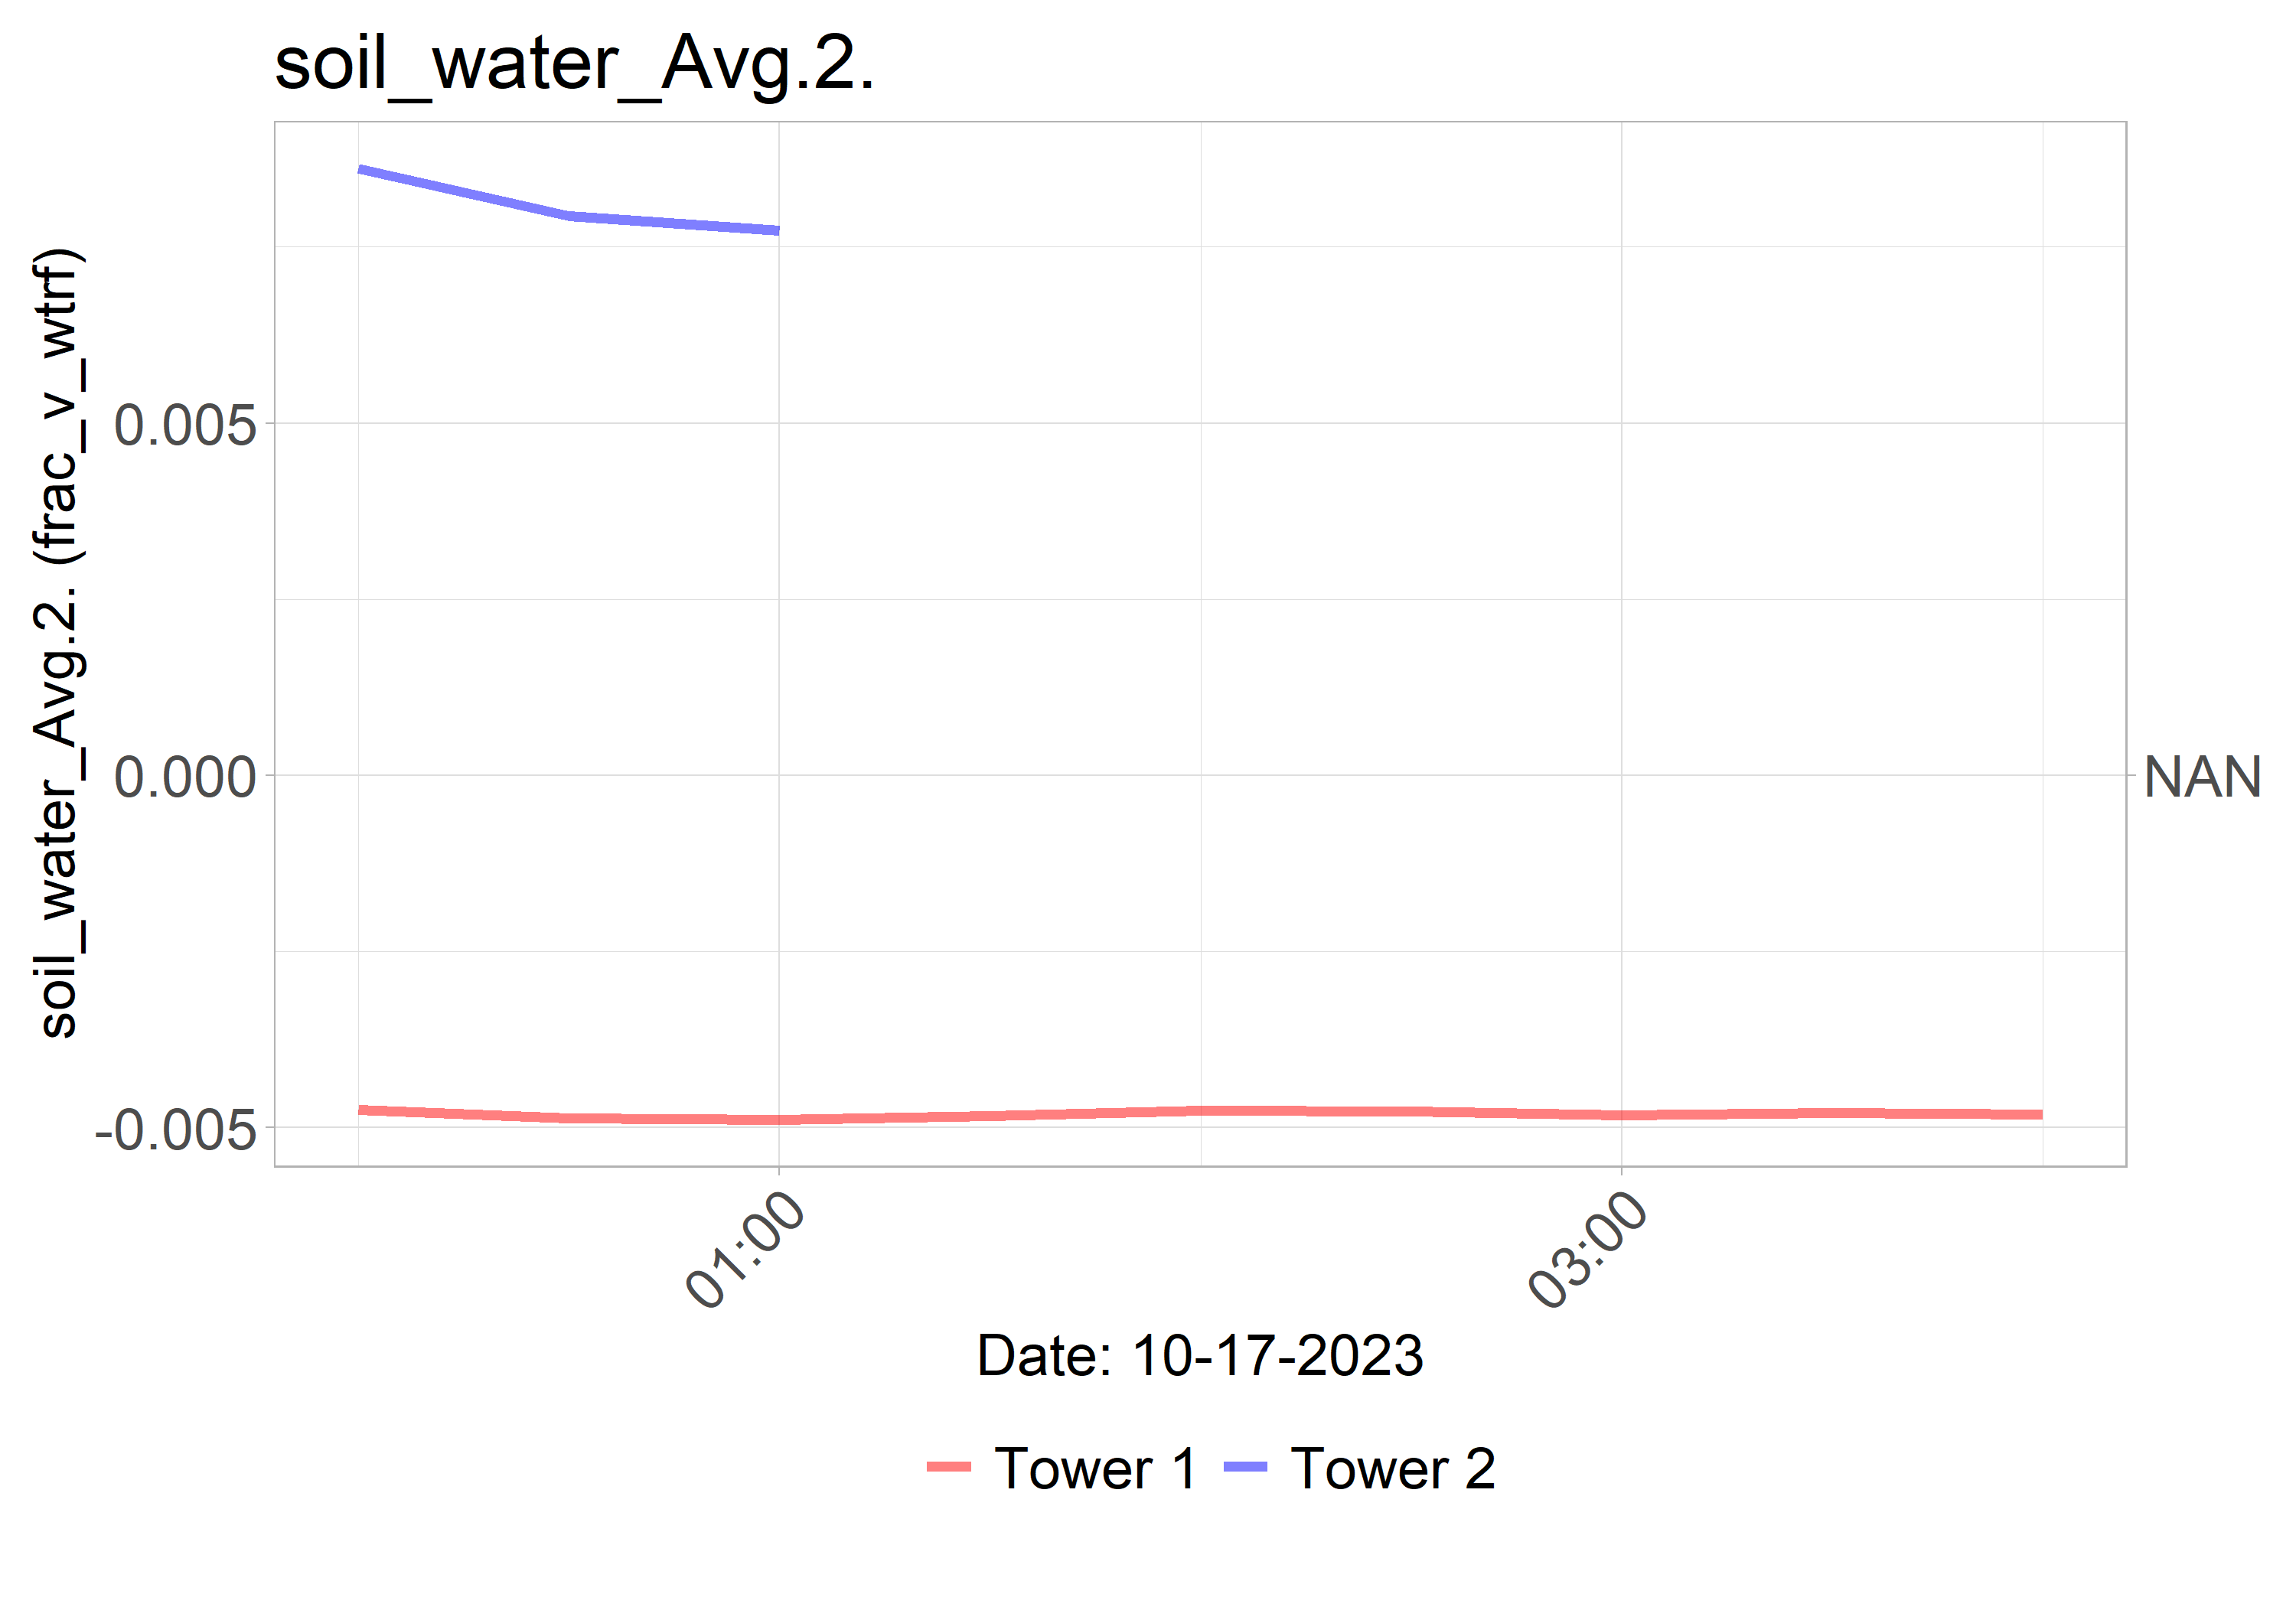 soil_water_Avg.2.
soil_water_Avg.2. (frac_v_wtrf)
0.005
0.000
-0.005
NAN
01:00
03:00
Date: 10-17-2023
Tower 1
Tower 2